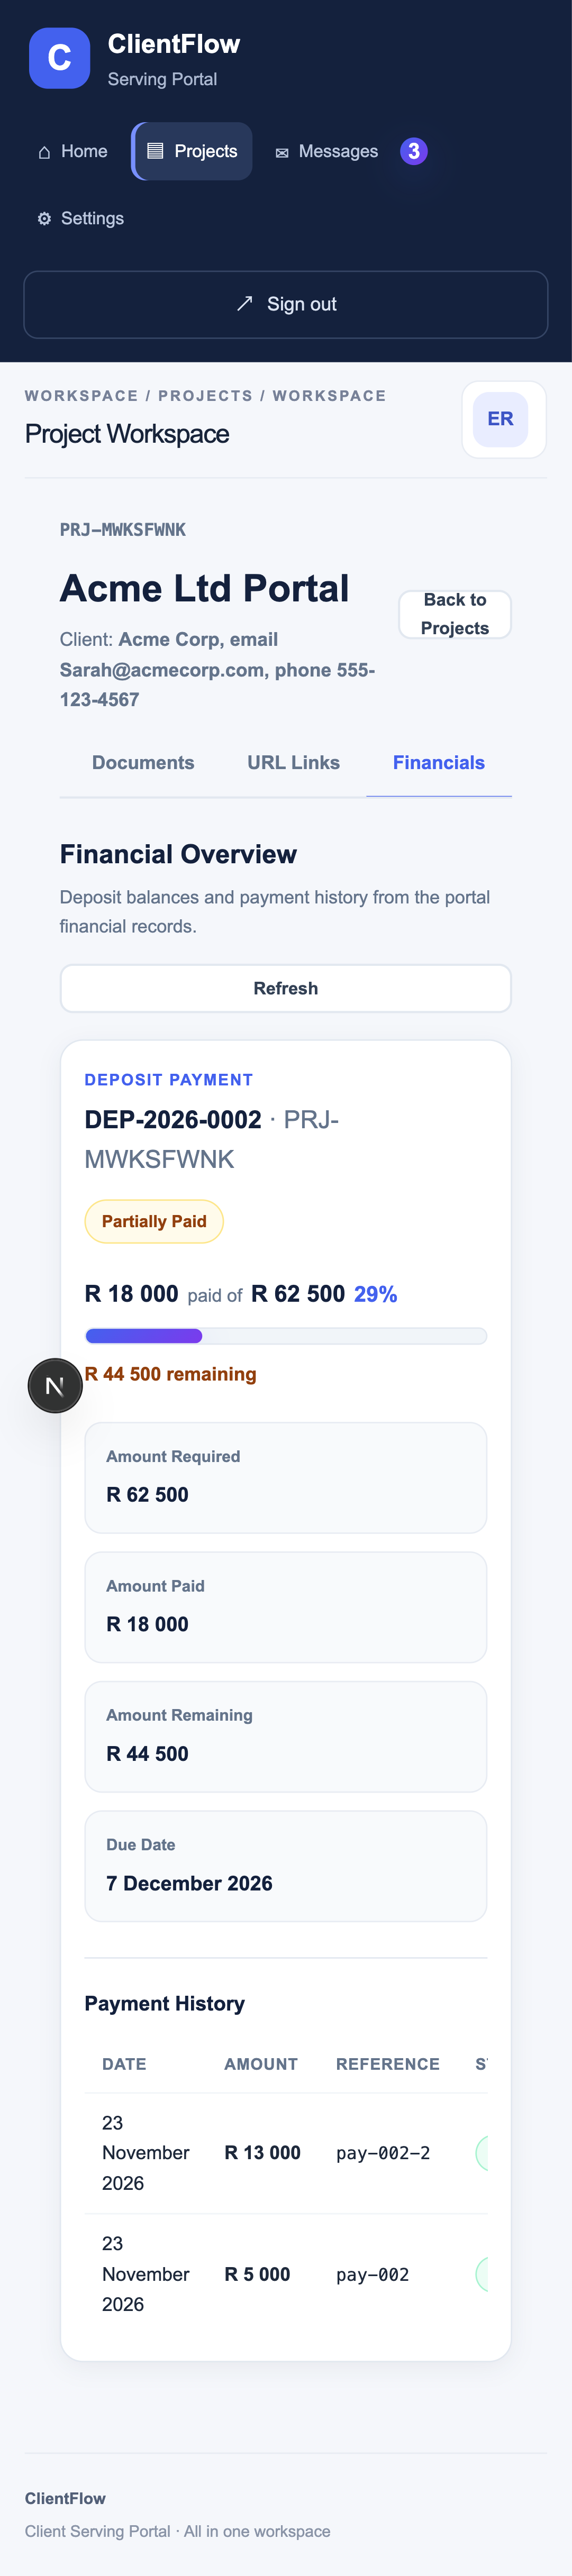 C
ClientFlow
Serving Portal
Home
Projects
Messages 3
Settings
Sign out
WORKSPACE / PROJECTS / WORKSPACE
Project Workspace
ER
PRJ-MWKSFWNK
Acme Ltd Portal
Client: Acme Corp, email
Sarah@acmecorp.com, phone 555-
123-4567
Back to
Projects
Documents URL Links Financials
Financial Overview
Deposit balances and payment history from the portal
financial records.
Refresh
DEPOSIT PAYMENT
DEP-2026-0002 · PRJ-
MWKSFWNK
Partially Paid
R 18 000 paid of R 62 500 29%
R 44 500 remaining
N
Amount Required
R 62 500
Amount Paid
R 18 000
Amount Remaining
R 44 500
Due Date
7 December 2026
Payment History
DATE AMOUNT REFERENCE
23
November
2026
R 13 000 pay-002-2
23
November
2026
R 5 000 pay-002
ClientFlow
Client Serving Portal · All in one workspace